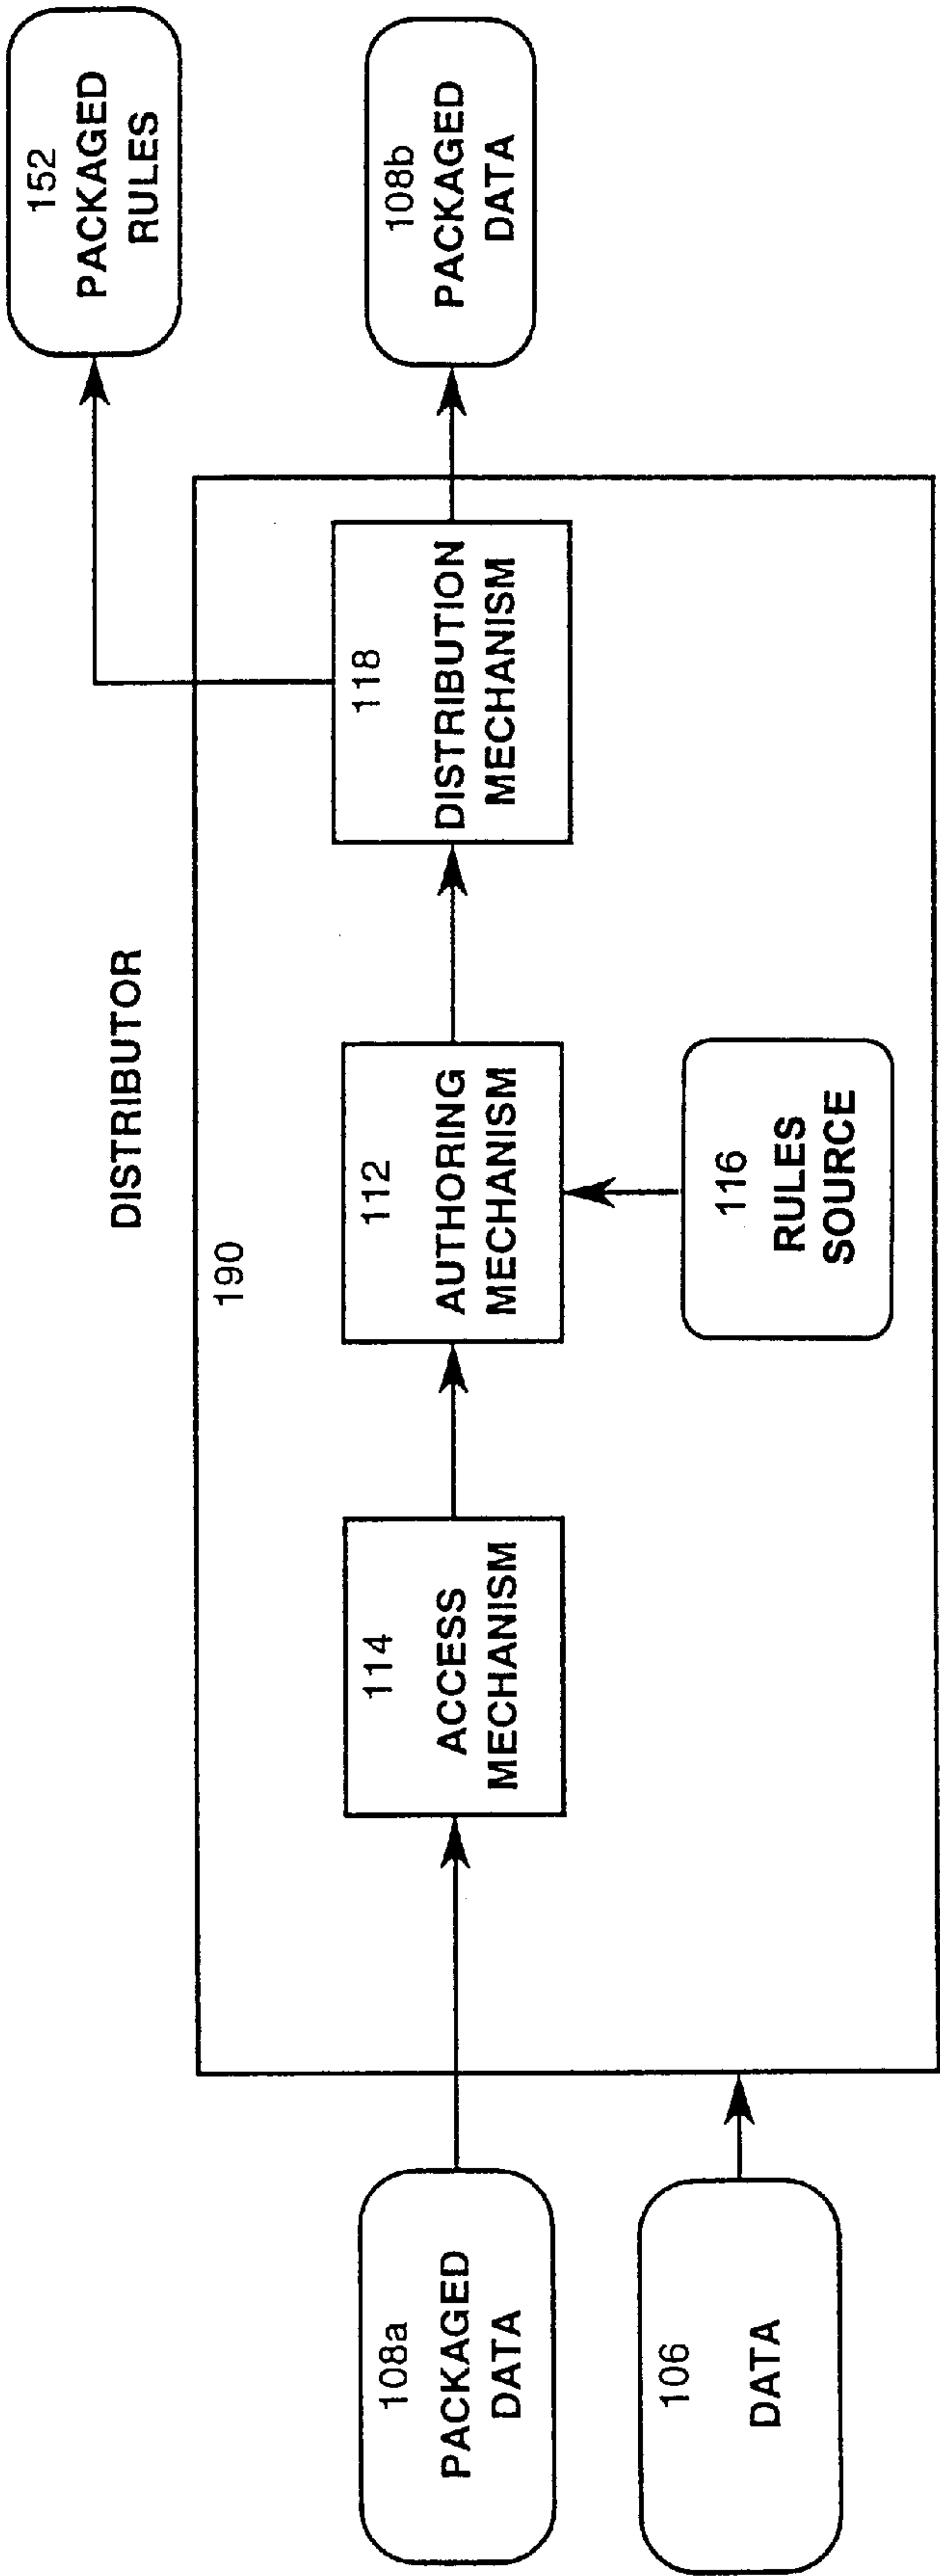 152
PACKAGED
RULES
DISTRIBUTOR
190
108a
PACKAGED
DATA
114
ACCESS
MECHANISM
112
AUTHORING
MECHANISM
118
DISTRIBUTION
MECHANISM
108b
PACKAGED
DATA
106
DATA
116
RULES
SOURCE